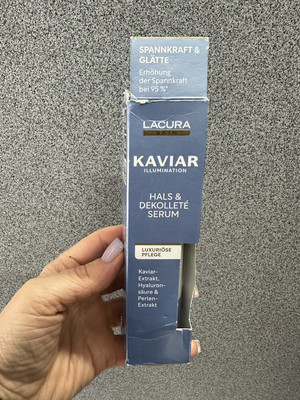 SPANNKRAFT &
GLÄTTE
Erhöhung
der Spannkraft
bei 95 %*
LACURA
SKIN
KAVIAR
ILLUMINATION
HALS &
DEKOLLETÉ
SERUM
LUXURIÖSE
PFLEGE
Kaviar-
Extrakt,
Hyaluron-
säure &
Perlen-
Extrakt